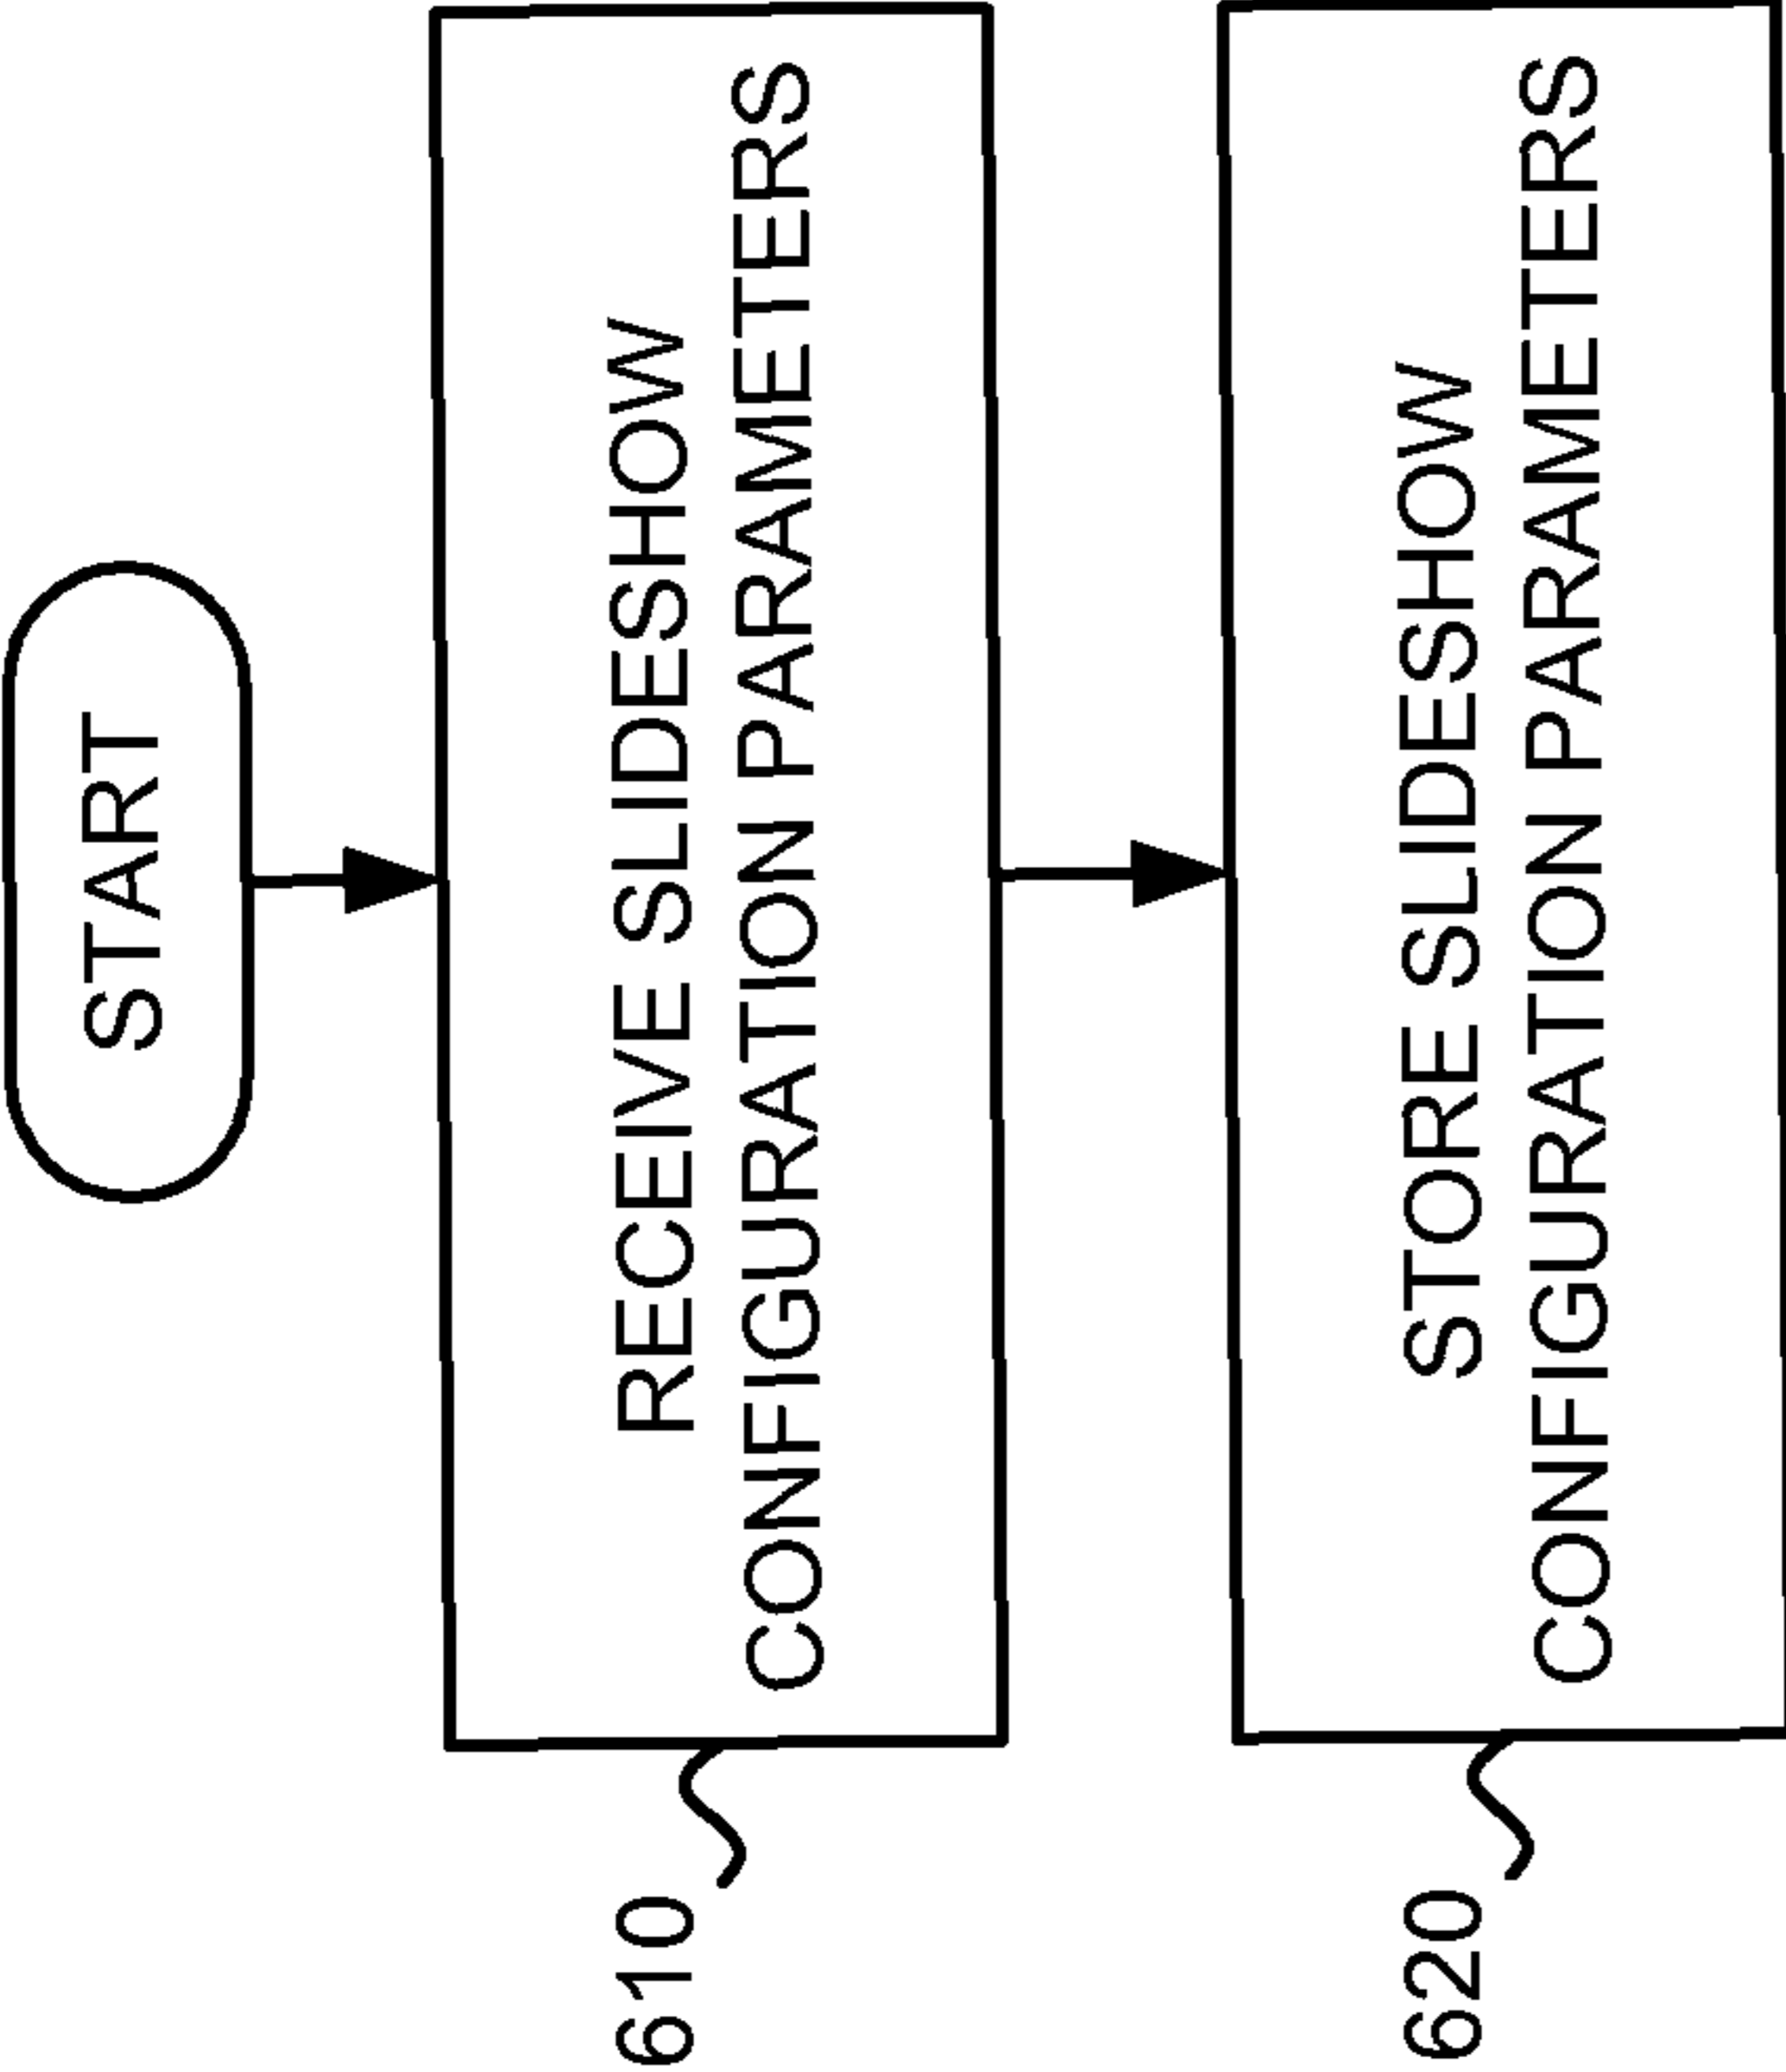 START
RECEIVE SLIDESHOW
CONFIGURATION PARAMETERS
610
STORE SLIDESHOW
CONFIGURATION PARAMETERS
620